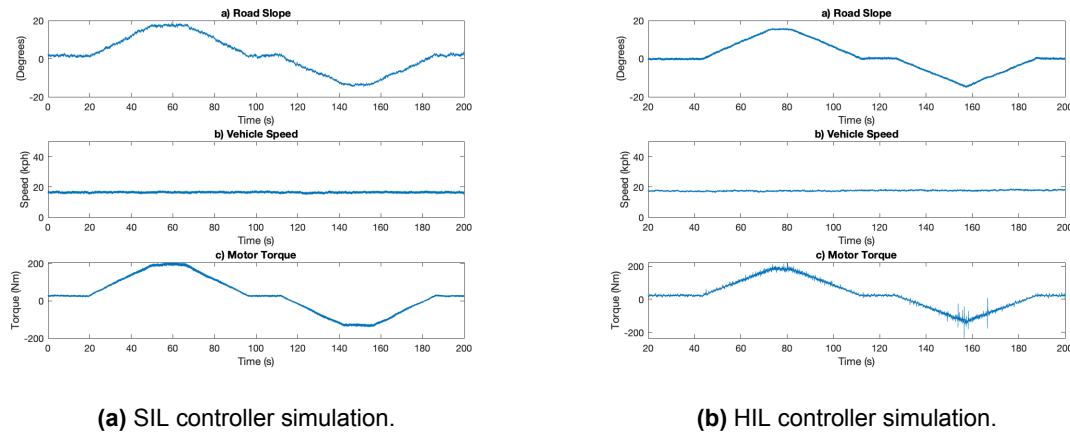 a) Road Slope
(Degrees)
20
0
-20
0 20 40 60 80 100 120 140 160 180 200
Time (s)
b) Vehicle Speed
Speed (kph)
40
20
0
0 20 40 60 80 100 120 140 160 180 200
Time (s)
c) Motor Torque
Torque (Nm)
200
0
-200
0 20 40 60 80 100 120 140 160 180 200
Time (s)
(a) SIL controller simulation.
a) Road Slope
(Degrees)
20
0
-20
20 40 60 80 100 120 140 160 180 200
Time (s)
b) Vehicle Speed
Speed (kph)
40
20
0
20 40 60 80 100 120 140 160 180 200
Time (s)
c) Motor Torque
Torque (Nm)
200
0
-200
20 40 60 80 100 120 140 160 180 200
Time (s)
(b) HIL controller simulation.